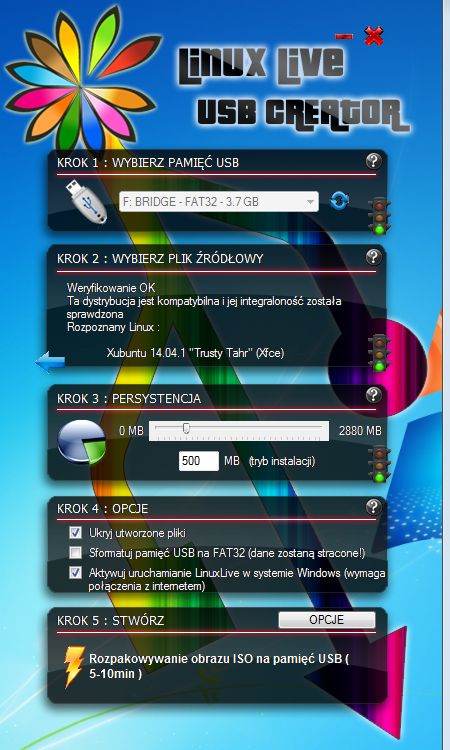 Linux Live
USB Creator
KROK 1 : WYBIERZ PAMIĘĆ USB
?
F: BRIDGE - FAT32 - 3.7 GB
KROK 2 : WYBIERZ PLIK ŹRÓDŁOWY
?
Weryfikowanie OK
Ta dystrybucja jest kompatybilna i jej integraloność została
sprawdzona
Rozpoznany Linux :
Xubuntu 14.04.1 "Trusty Tahr" (Xfce)
KROK 3 : PERSYSTENCJA
?
0 MB
2880 MB
500 MB (tryb instalacji)
KROK 4 : OPCJE
?
Ukryj utworzone pliki
Sformatuj pamięć USB na FAT32 (dane zostaną stracone!)
Aktywuj uruchamianie LinuxLive w systemie Windows (wymaga
połączenia z internetem)
KROK 5 : STWÓRZ
OPCJE
Rozpakowywanie obrazu ISO na pamięć USB (
5-10min )